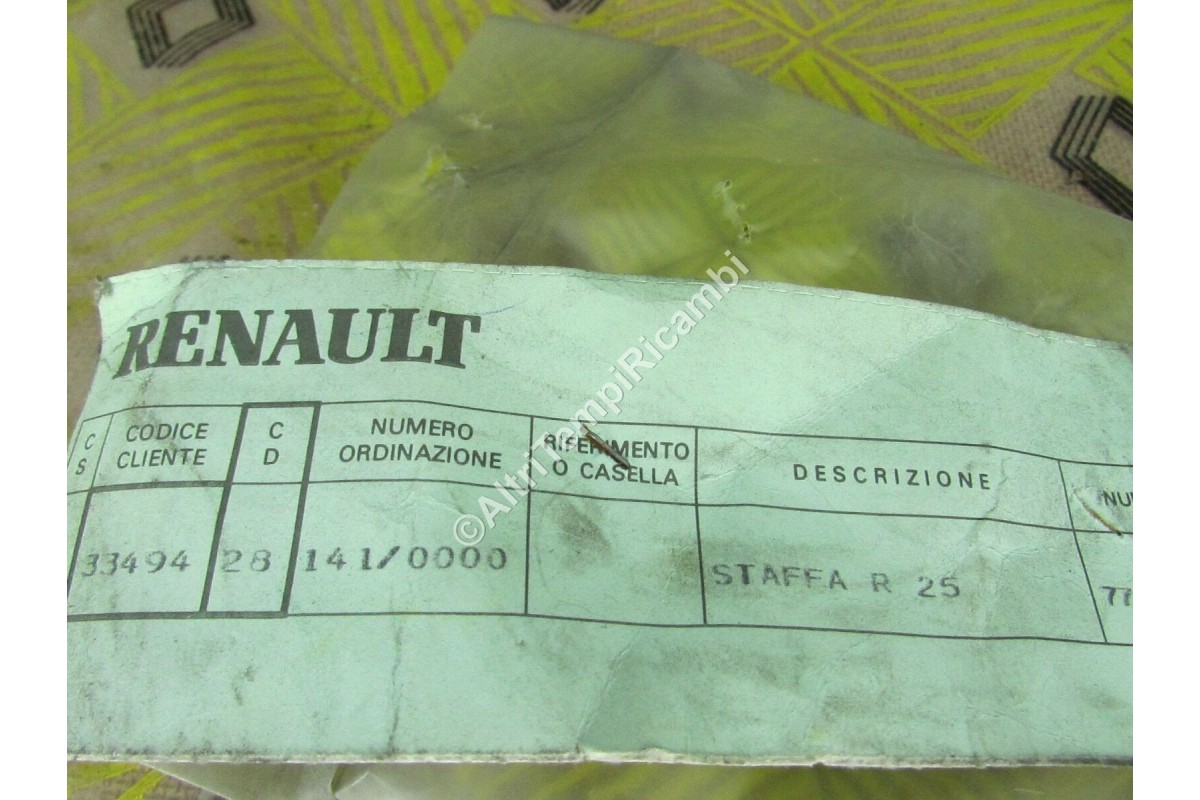 RENAULT
C S
CODICE CLIENTE
C D
NUMERO ORDINAZIONE
RIFERIMENTO O CASELLA
DESCRIZIONE
33494
28
141/0000
STAFFA R 25
©AltriTempiRicambi